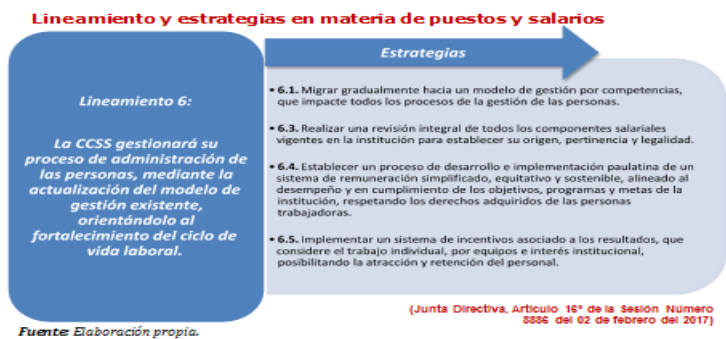 Lineamiento y estrategias en materia de puestos y salarios
Estrategias
Lineamiento 6:
La CCSS gestionará su
proceso de administración de
las personas, mediante la
actualización del modelo de
gestión existente,
orientándolo al
fortalecimiento del ciclo de
vida laboral.
• 6.1. Migrar gradualmente hacia un modelo de gestión por competencias,
que impacte todos los procesos de la gestión de las personas.
• 6.3. Realizar una revisión integral de todos los componentes salariales
vigentes en la institución para establecer su origen, pertinencia y legalidad.
• 6.4. Establecer un proceso de desarrollo e implementación paulatina de un
sistema de remuneración simplificado, equitativo y sostenible, alineado al
desempeño y en cumplimiento de los objetivos, programas y metas de la
institución, respetando los derechos adquiridos de las personas
trabajadoras.
• 6.5. Implementar un sistema de incentivos asociado a los resultados, que
considere el trabajo individual, por equipos e interés institucional,
posibilitando la atracción y retención del personal.
(Junta Directiva, Artículo 16° de la Sesión Número
8886 del 02 de febrero del 2017)
Fuente: Elaboración propia.